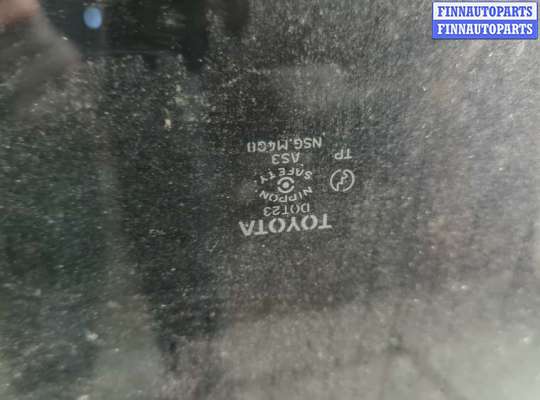 FINNAUTOPARTS
FINNAUTOPARTS
TOYOTA
DOT23
NIPPON
SAFETY
AS3
TP